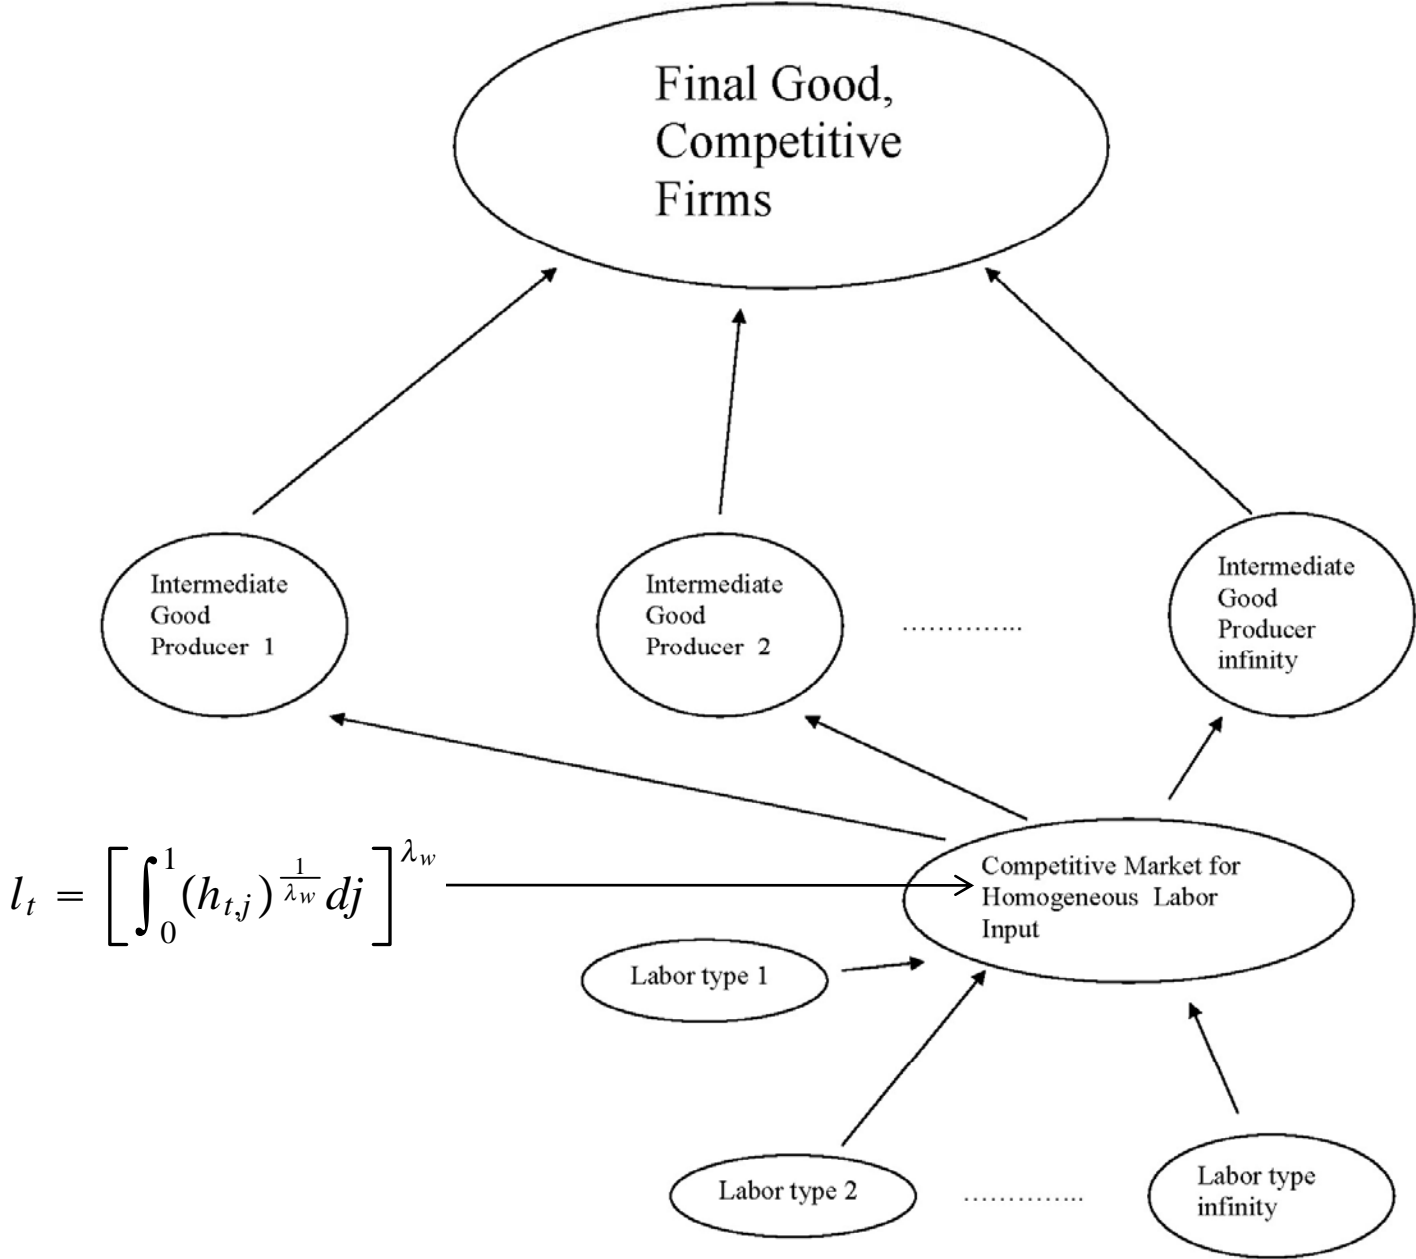 Final Good,
Competitive
Firms
Intermediate
Good
Producer 1
Intermediate
Good
Producer 2
..............
Intermediate
Good
Producer
infinity
l_t = [∫_0^1 (h_{t,j})^{1/λ_w} dj]^{λ_w}
Competitive Market for
Homogeneous Labor
Input
Labor type 1
Labor type 2
..............
Labor type
infinity